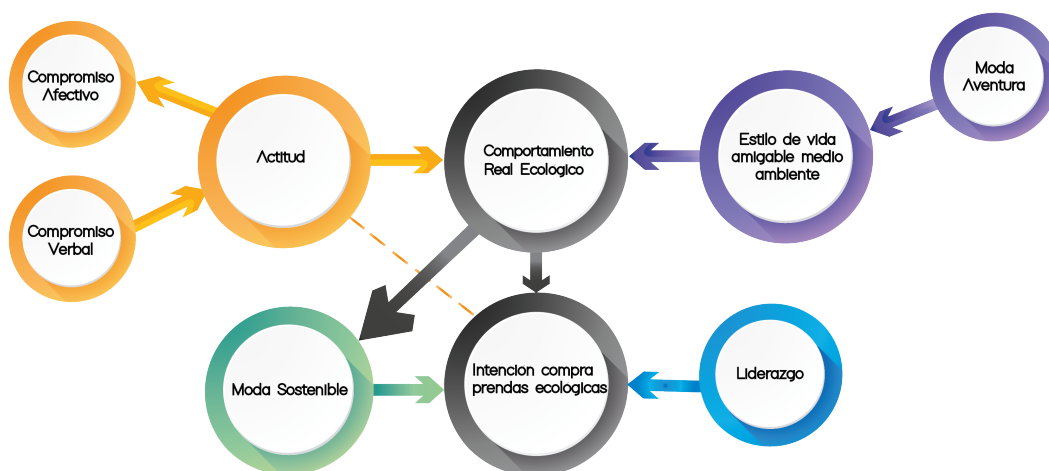 Compromiso
Afectivo
Moda
Aventura
Actitud
Comportamiento
Real Ecologico
Estilo de vida
amigable medio
ambiente
Compromiso
Verbal
Moda Sostenible
Intencion compra
prendas ecológicas
Liderazgo